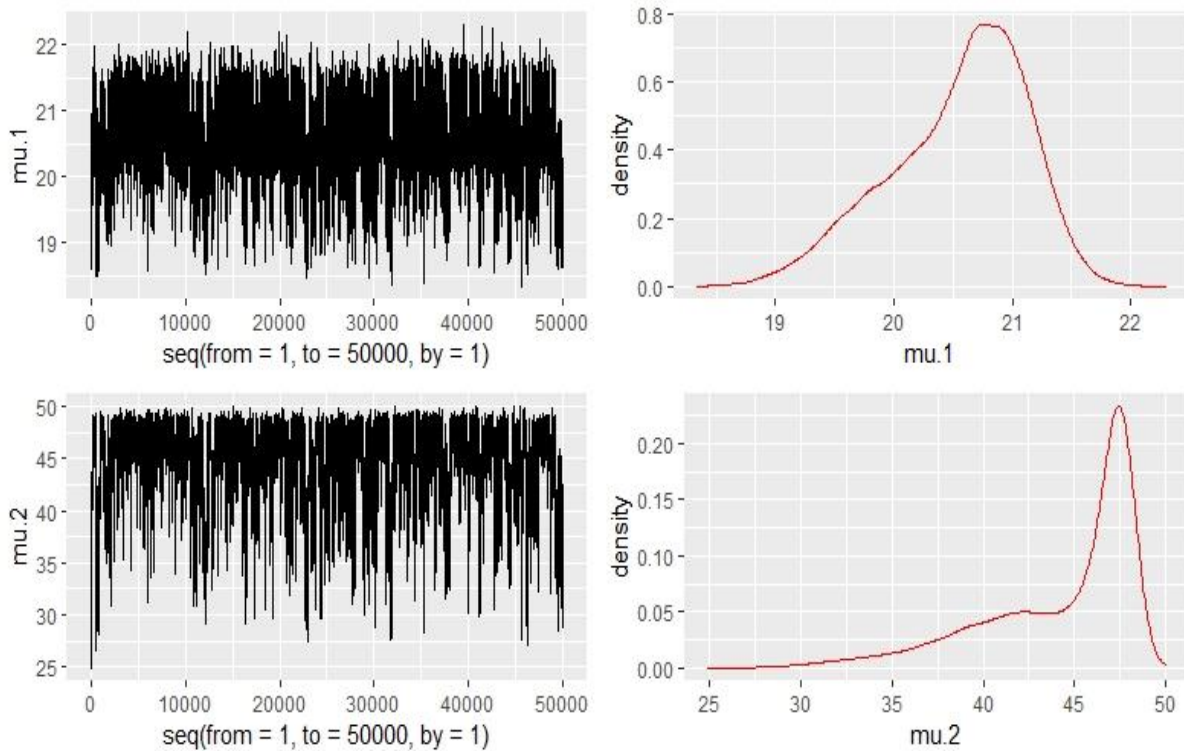 mu.1
22
21
20
19
0 10000 20000 30000 40000 50000
seq(from = 1, to = 50000, by = 1)
density
0.8
0.6
0.4
0.2
0.0
19 20 21 22
mu.1
mu.2
50
45
40
35
30
25
0 10000 20000 30000 40000 50000
seq(from = 1, to = 50000, by = 1)
density
0.20
0.15
0.10
0.05
0.00
25 30 35 40 45 50
mu.2